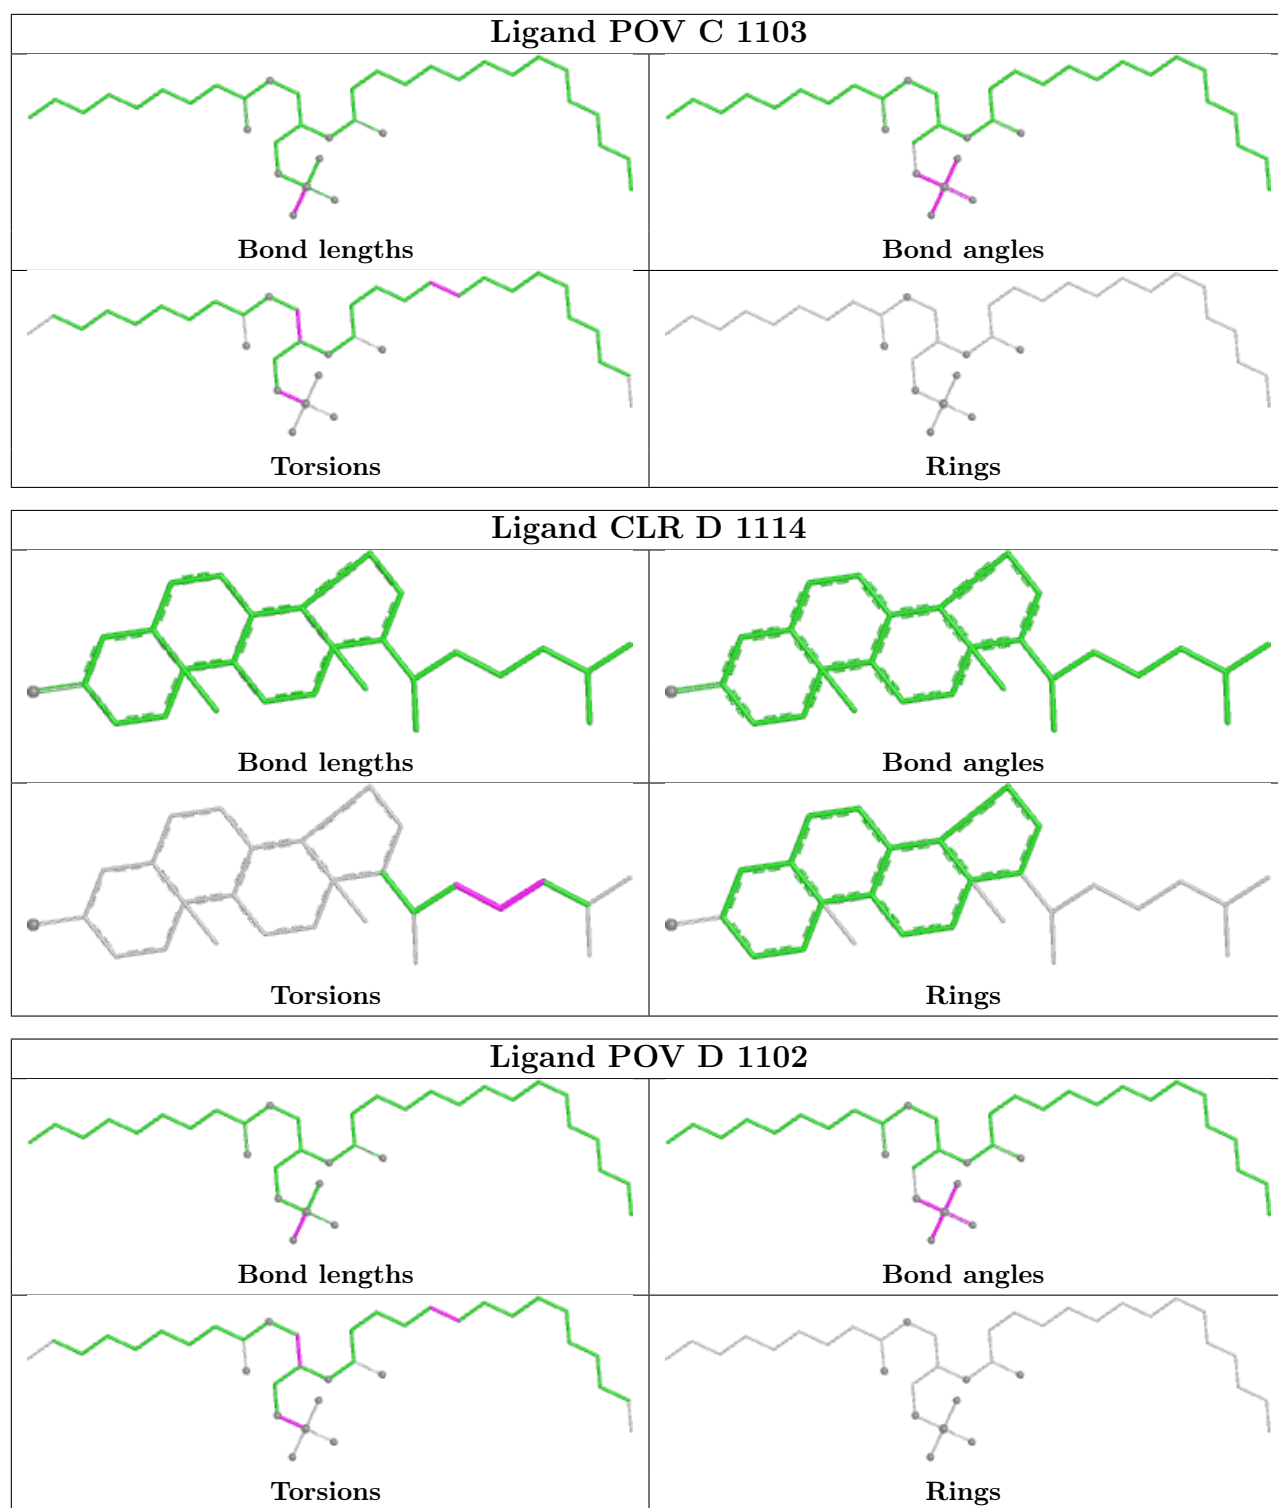 Ligand POV C 1103
Bond lengths
Bond angles
Torsions
Rings
Ligand CLR D 1114
Bond lengths
Bond angles
Torsions
Rings
Ligand POV D 1102
Bond lengths
Bond angles
Torsions
Rings